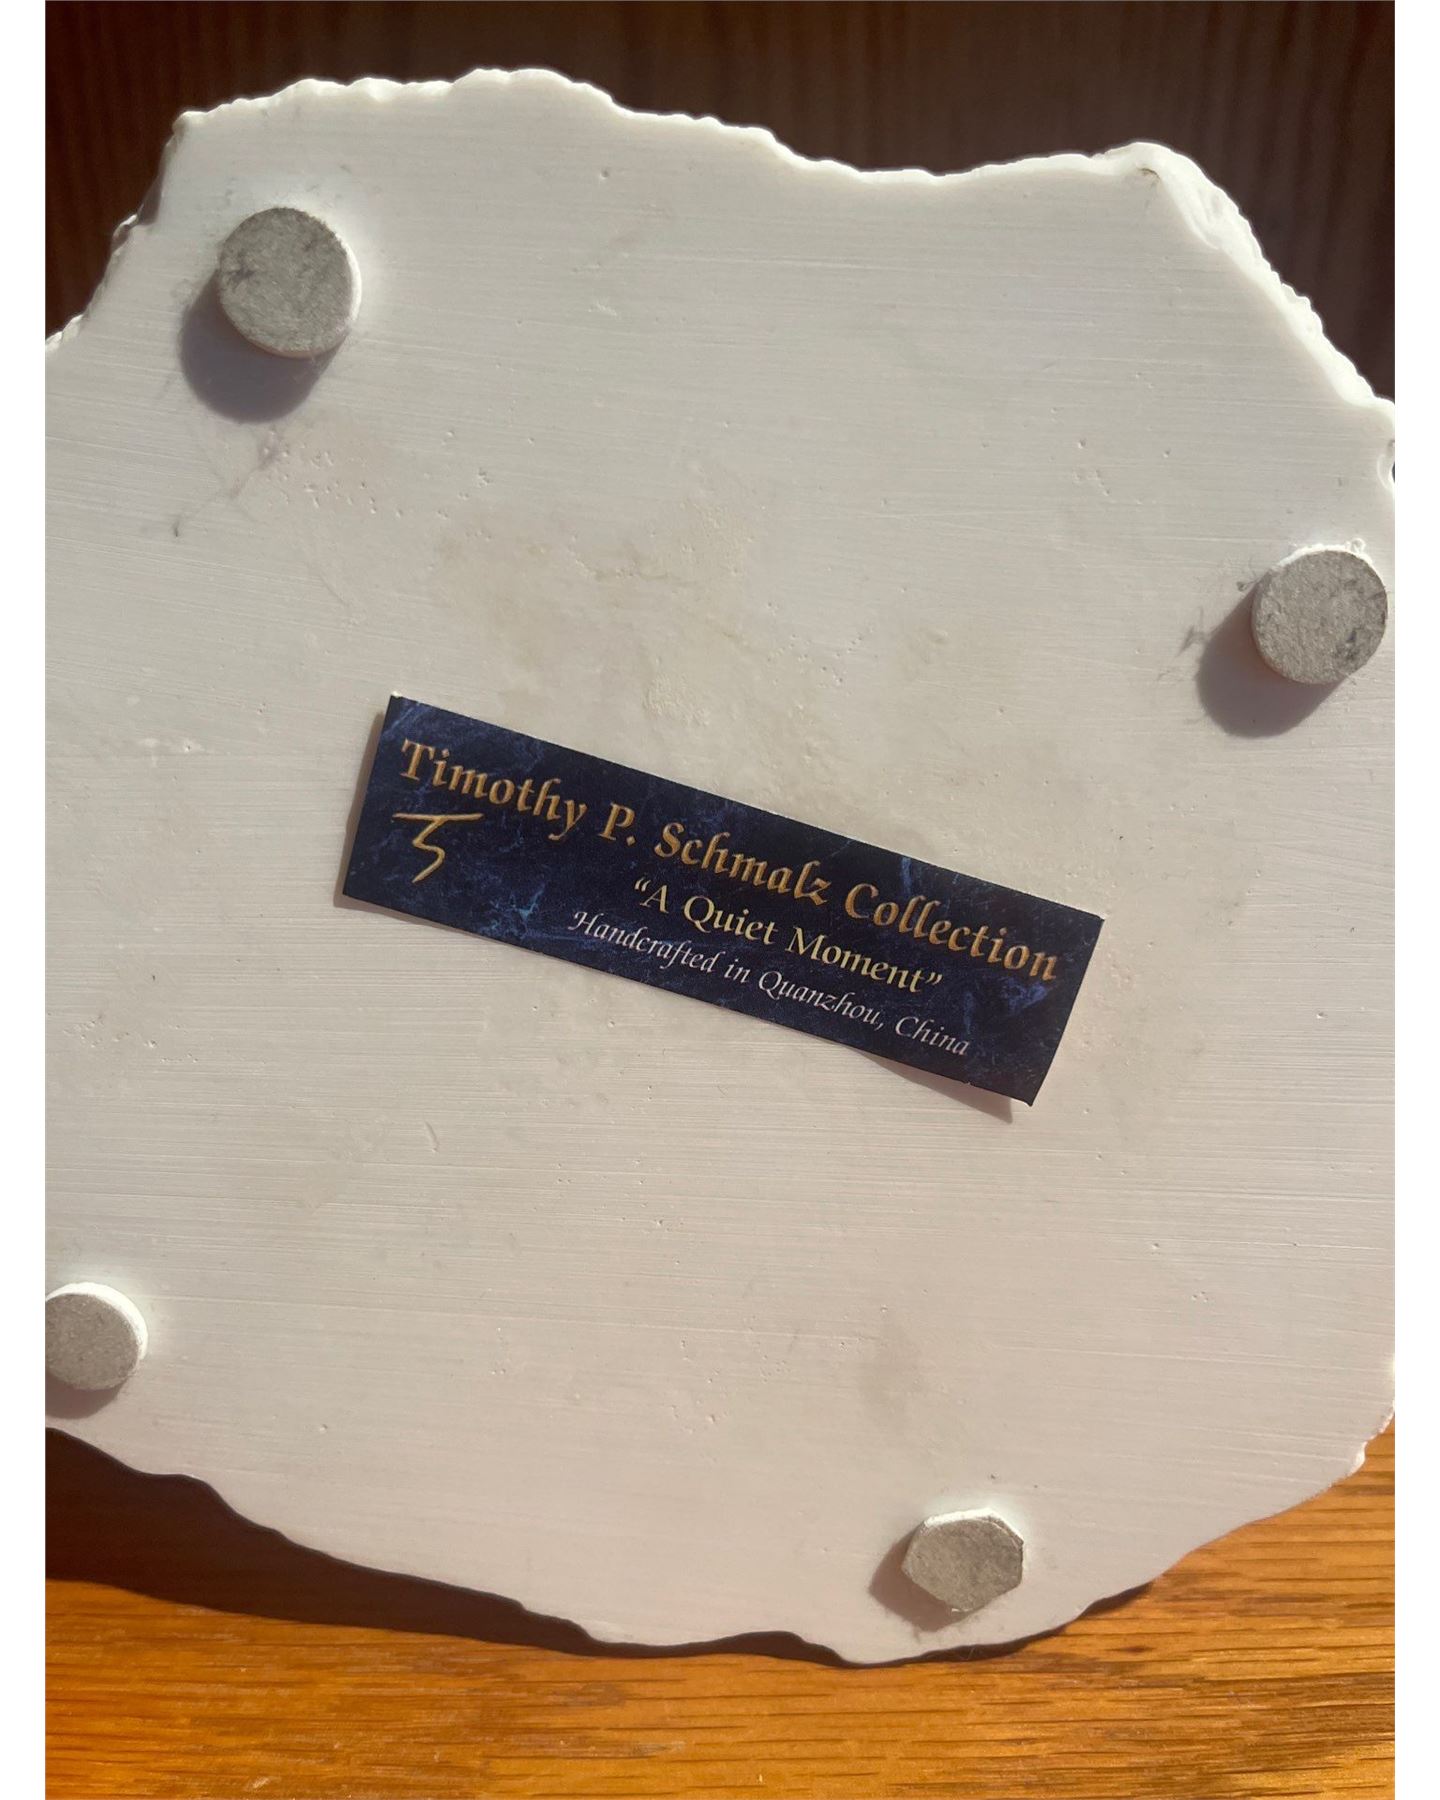 Timothy P. Schmalz Collection
"A Quiet Moment"
Handcrafted in Quanzhou, China